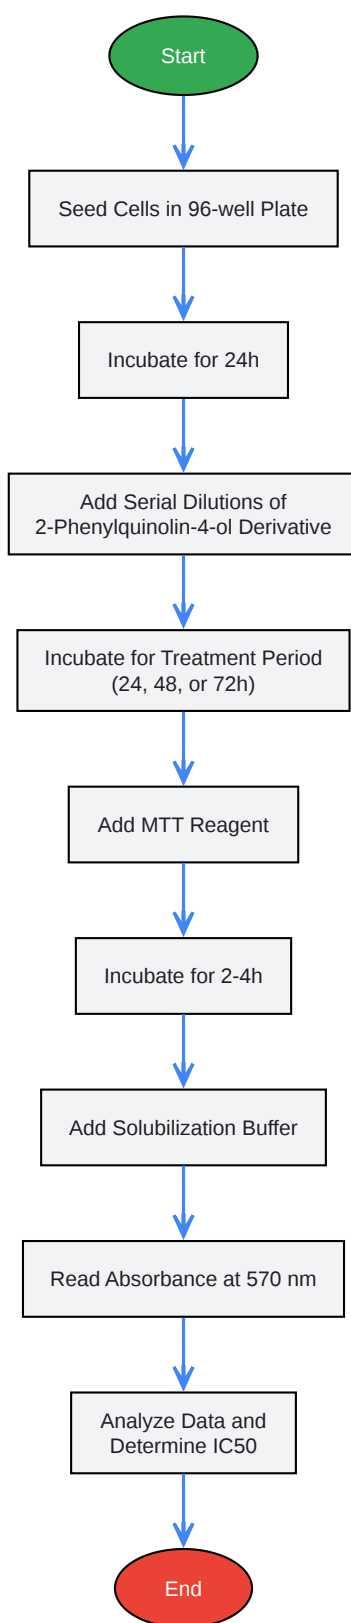 Start
Seed Cells in 96-well Plate
Incubate for 24h
Add Serial Dilutions of
2-Phenylquinolin-4-ol Derivative
Incubate for Treatment Period
(24, 48, or 72h)
Add MTT Reagent
Incubate for 2-4h
Add Solubilization Buffer
Read Absorbance at 570 nm
Analyze Data and
Determine IC50
End